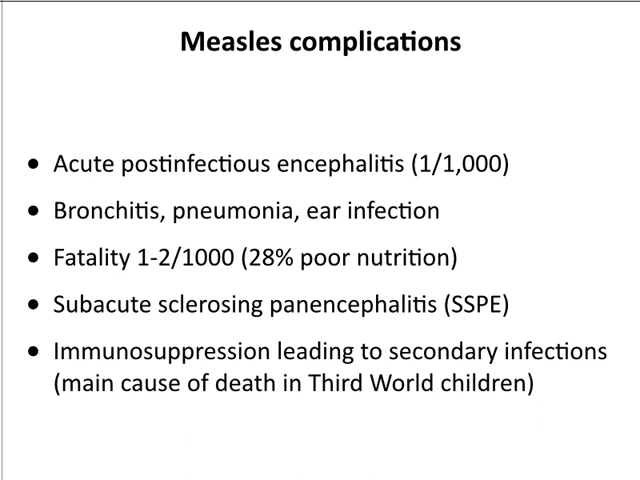 Measles complications
• Acute postinfectious encephalitis (1/1,000)
• Bronchitis, pneumonia, ear infection
• Fatality 1-2/1000 (28% poor nutrition)
• Subacute sclerosing panencephalitis (SSPE)
• Immunosuppression leading to secondary infections
(main cause of death in Third World children)